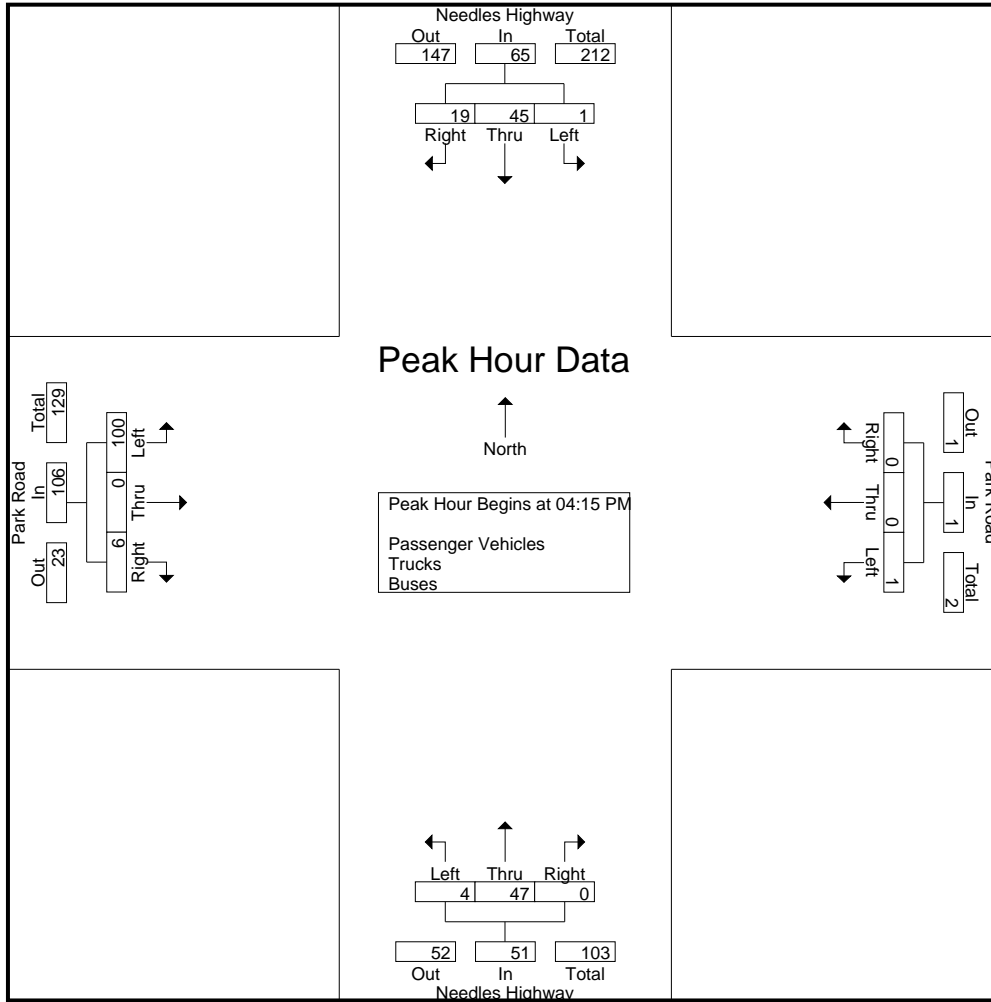 Needles Highway
Out In Total
147 65 212
19 45 1
Right Thru Left
Peak Hour Data
North
Peak Hour Begins at 04:15 PM
Passenger Vehicles
Trucks
Buses
Park Road
Out In Total
23 106 129
6 0 100
Right Thru Left
Park Road
Out In Total
1 1 2
0 0 1
Right Thru Left
Left Thru Right
4 47 0
52 51 103
Out In Total
Needles Highway